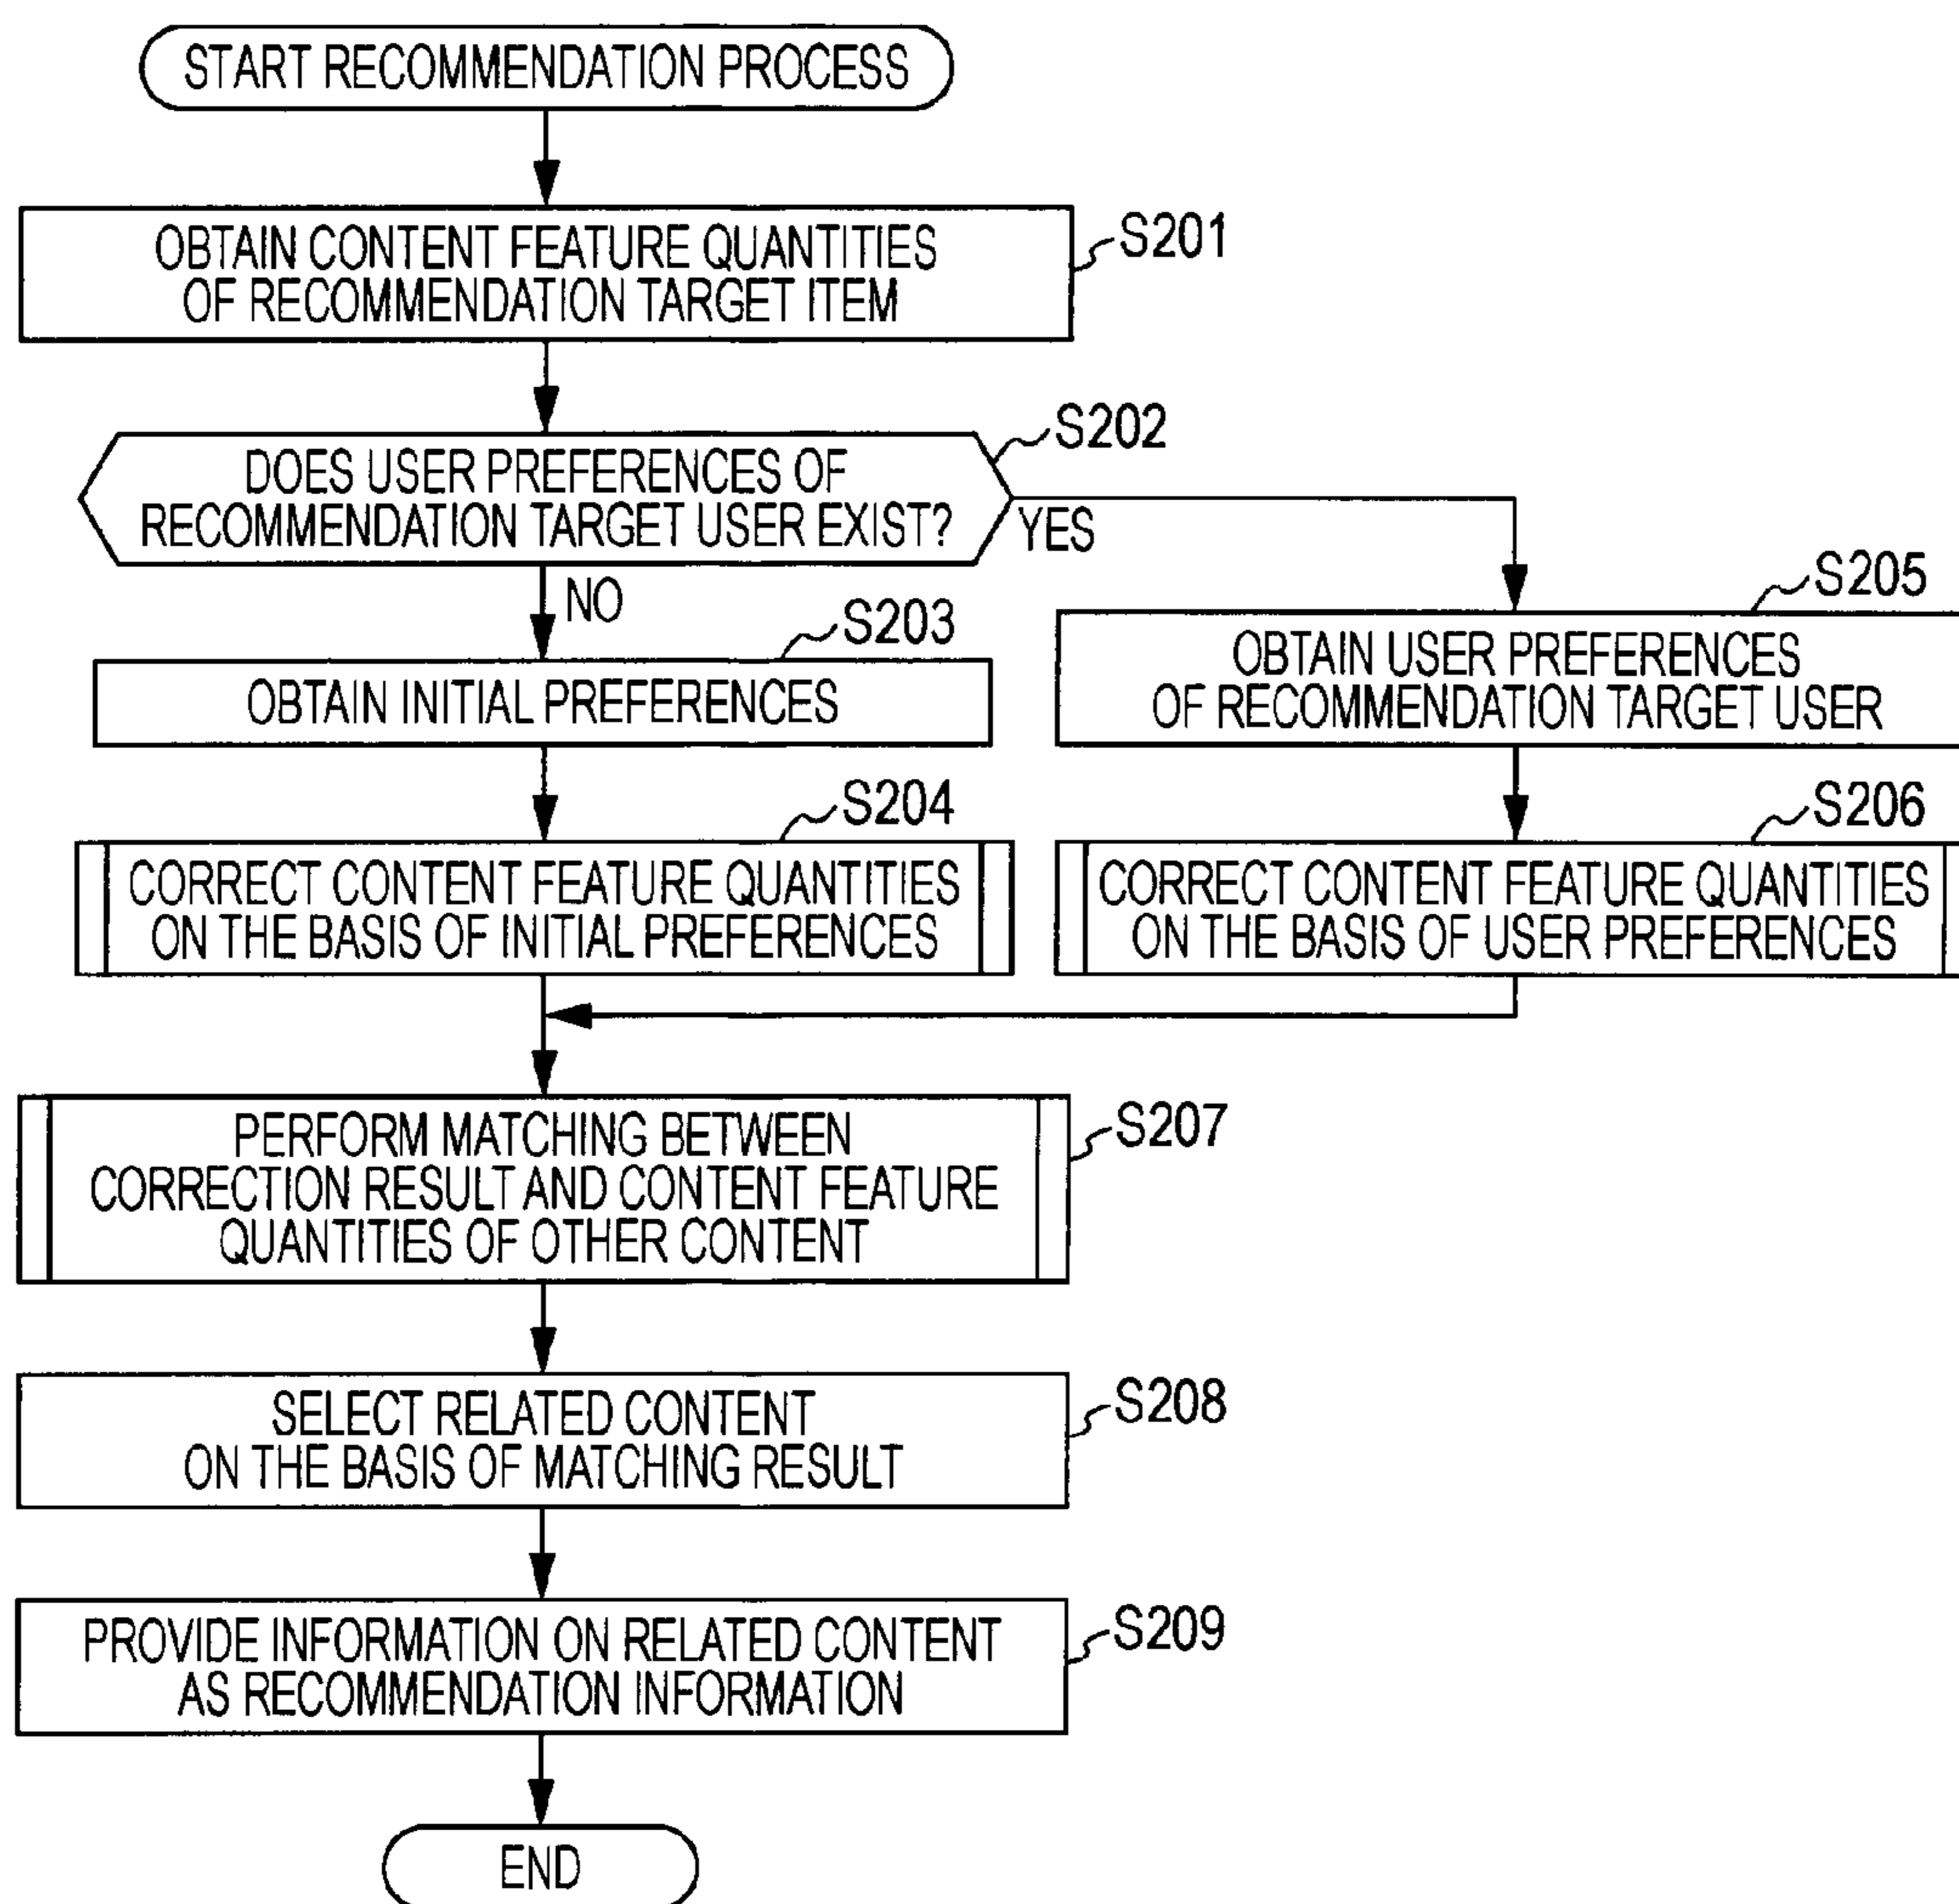 START RECOMMENDATION PROCESS
OBTAIN CONTENT FEATURE QUANTITIES
OF RECOMMENDATION TARGET ITEM
S201
DOES USER PREFERENCES OF
RECOMMENDATION TARGET USER EXIST?
S202
YES
NO
S203
OBTAIN INITIAL PREFERENCES
S205
OBTAIN USER PREFERENCES
OF RECOMMENDATION TARGET USER
S204
CORRECT CONTENT FEATURE QUANTITIES
ON THE BASIS OF INITIAL PREFERENCES
S206
CORRECT CONTENT FEATURE QUANTITIES
ON THE BASIS OF USER PREFERENCES
PERFORM MATCHING BETWEEN
CORRECTION RESULT AND CONTENT FEATURE
QUANTITIES OF OTHER CONTENT
S207
SELECT RELATED CONTENT
ON THE BASIS OF MATCHING RESULT
S208
PROVIDE INFORMATION ON RELATED CONTENT
AS RECOMMENDATION INFORMATION
S209
END